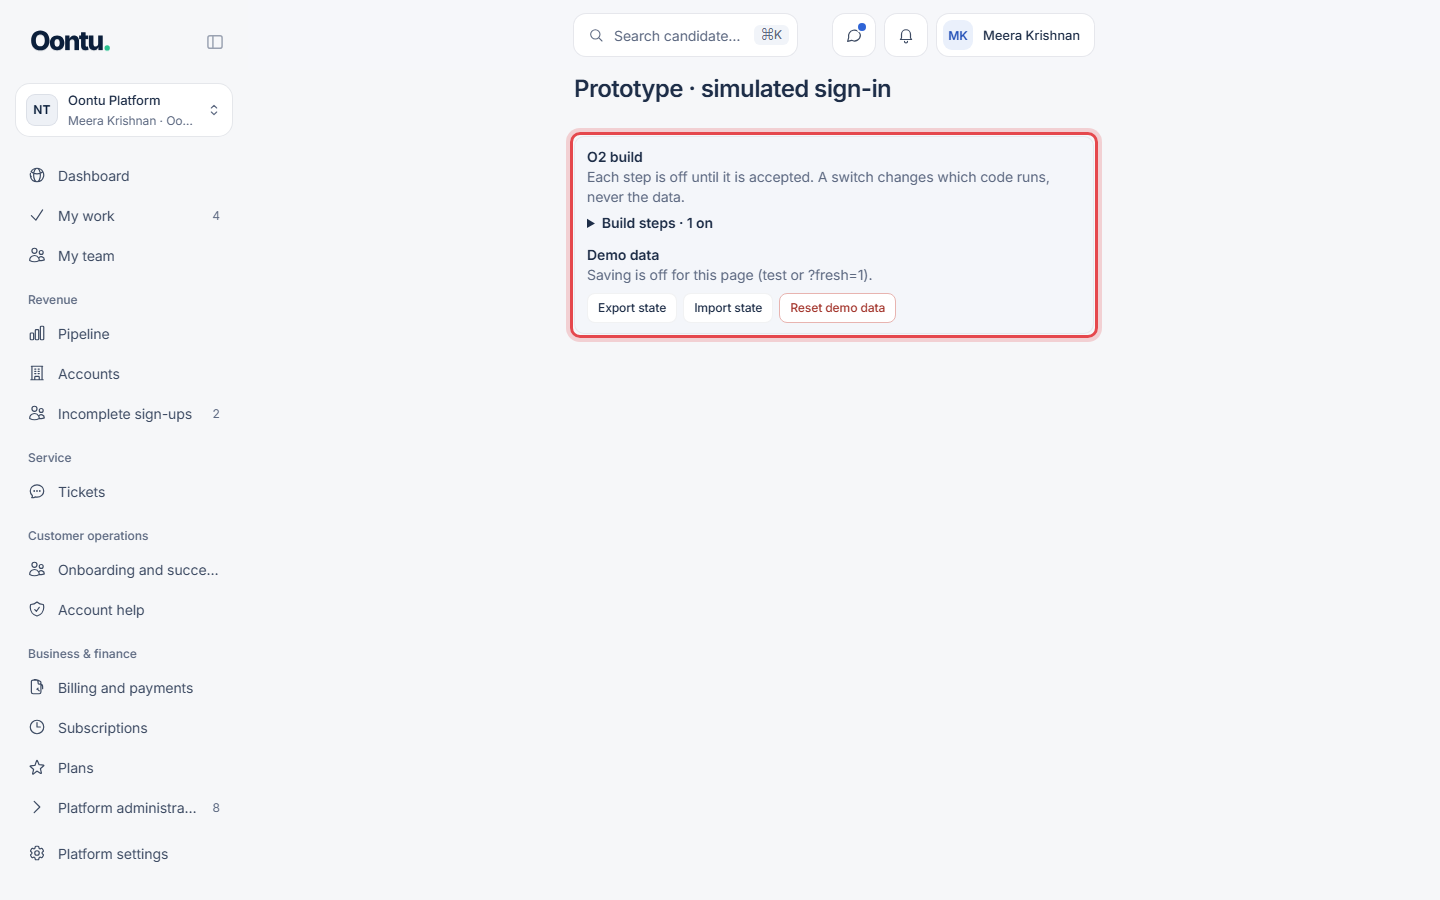 Oontu.
Search candidate... ⌘K
MK Meera Krishnan
NT
Oontu Platform
Meera Krishnan · Oo...
Dashboard
My work 4
My team
Revenue
Pipeline
Accounts
Incomplete sign-ups 2
Service
Tickets
Customer operations
Onboarding and succe...
Account help
Business & finance
Billing and payments
Subscriptions
Plans
Platform administra... 8
Platform settings
Prototype · simulated sign-in
O2 build
Each step is off until it is accepted. A switch changes which code runs,
never the data.
Build steps · 1 on
Demo data
Saving is off for this page (test or ?fresh=1).
Export state Import state Reset demo data